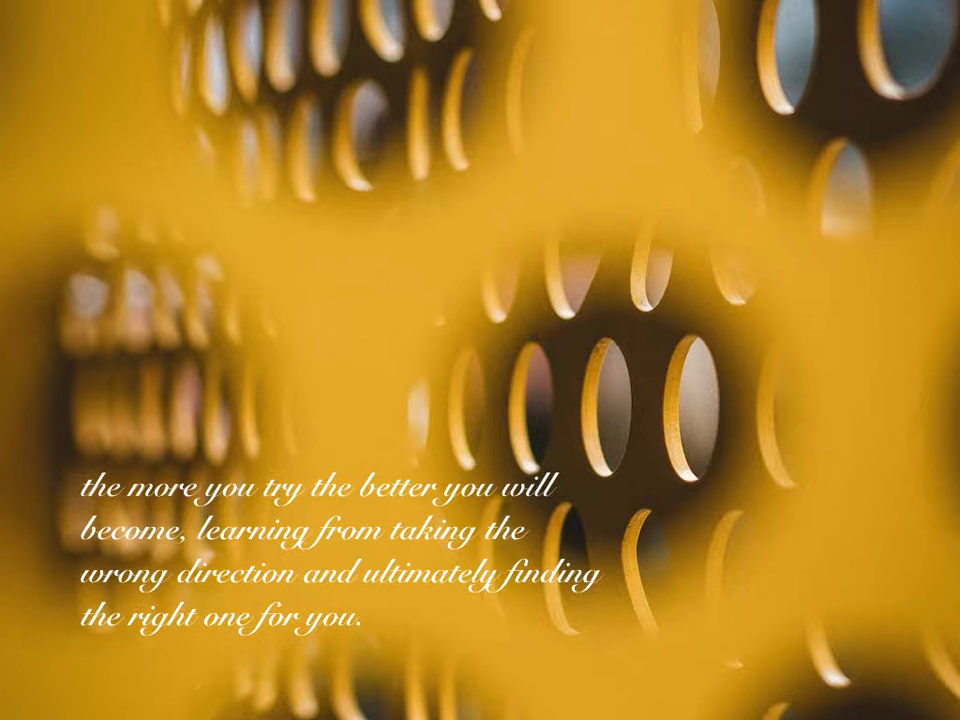 the more you try the better you will
become, learning from taking the
wrong direction and ultimately finding
the right one for you.